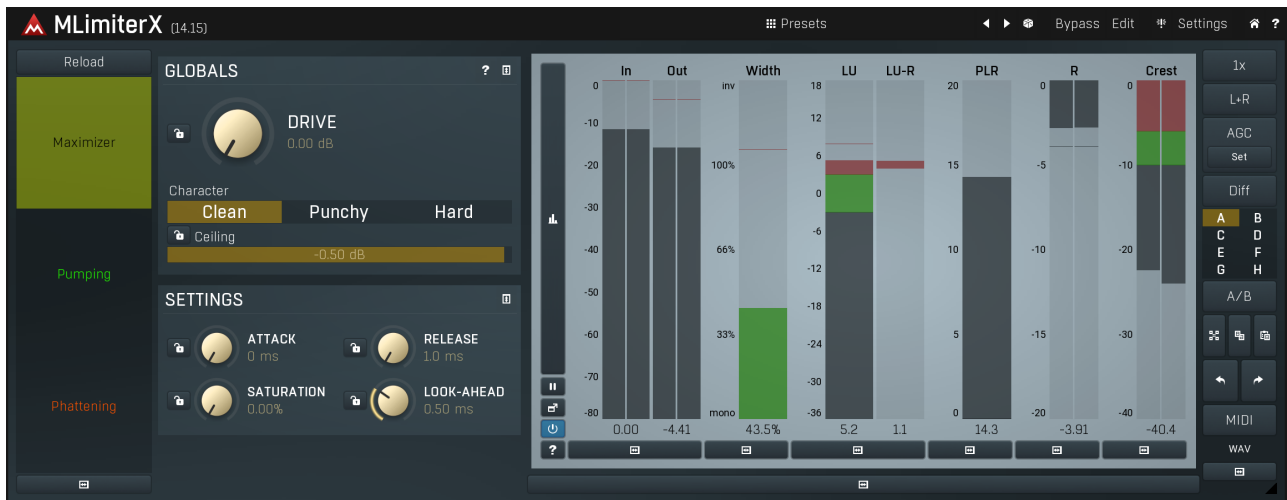 MLimiterX (14.15)
Presets
Bypass Edit Settings ?
Reload
Maximizer
Pumping
Phattening
GLOBALS ?
DRIVE
0.00 dB
Character
Clean Punchy Hard
Ceiling
-0.50 dB
SETTINGS
ATTACK
0 ms
RELEASE
1.0 ms
SATURATION
0.00%
LOOK-AHEAD
0.50 ms
?
In Out
0
-10
-20
-30
-40
-50
-60
-70
-80
0.00 -4.41
Width
inv
100%
66%
33%
mono
43.5%
LU LU-R
18
12
6
0
-6
-12
-18
-24
-30
-36
5.2 1.1
PLR
20
15
10
5
0
14.3
R
0
-5
-10
-15
-20
-3.91
Crest
0
-10
-20
-30
-40
-40.4
1x
L+R
AGC
Set
Diff
A B
C D
E F
G H
A/B
MIDI
WAV